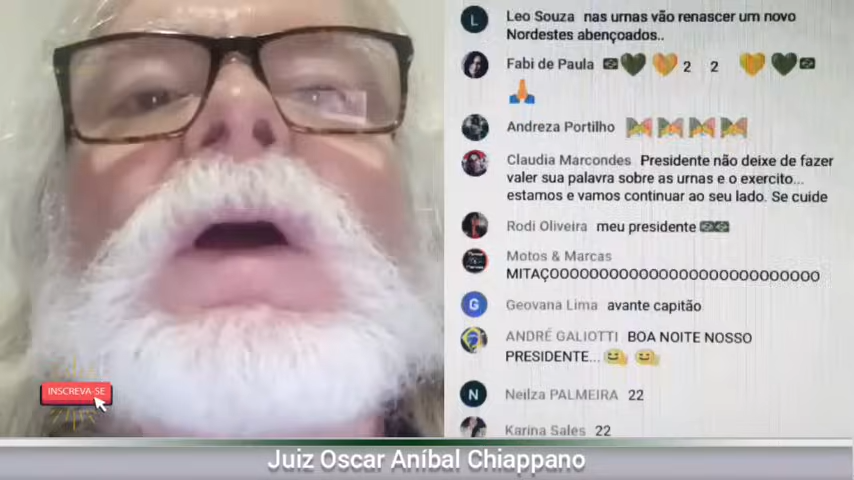 Leo Souza nas urnas vão renascer um novo
Nordestes abençoados..
Fabi de Paula 2 2
Andreza Portilho
Claudia Marcondes Presidente não deixe de fazer
valer sua palavra sobre as urnas e o exercito...
estamos e vamos continuar ao seu lado. Se cuide
Rodi Oliveira meu presidente
Motos & Marcas
MITAÇOOOOOOOOOOOOOOOOOOOOOOOOOOOO
G Geovana Lima avante capitão
ANDRÉ GALIOTTI BOA NOITE NOSSO
PRESIDENTE...
N Neilza PALMEIRA 22
Karina Sales 22
INSCREVA-SE
Juiz Oscar Aníbal Chiappano